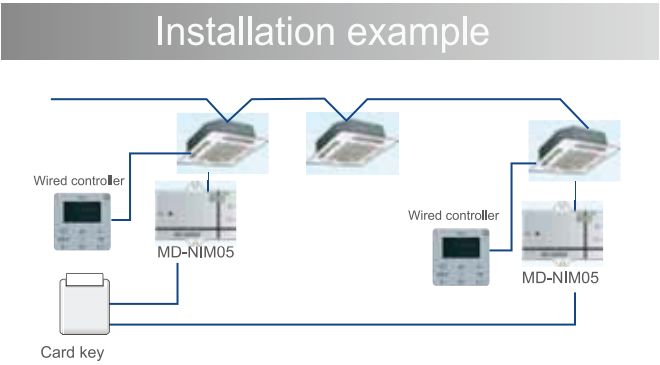 Installation example
Wired controller
MD-NIM05
Wired controller
MD-NIM05
Card key